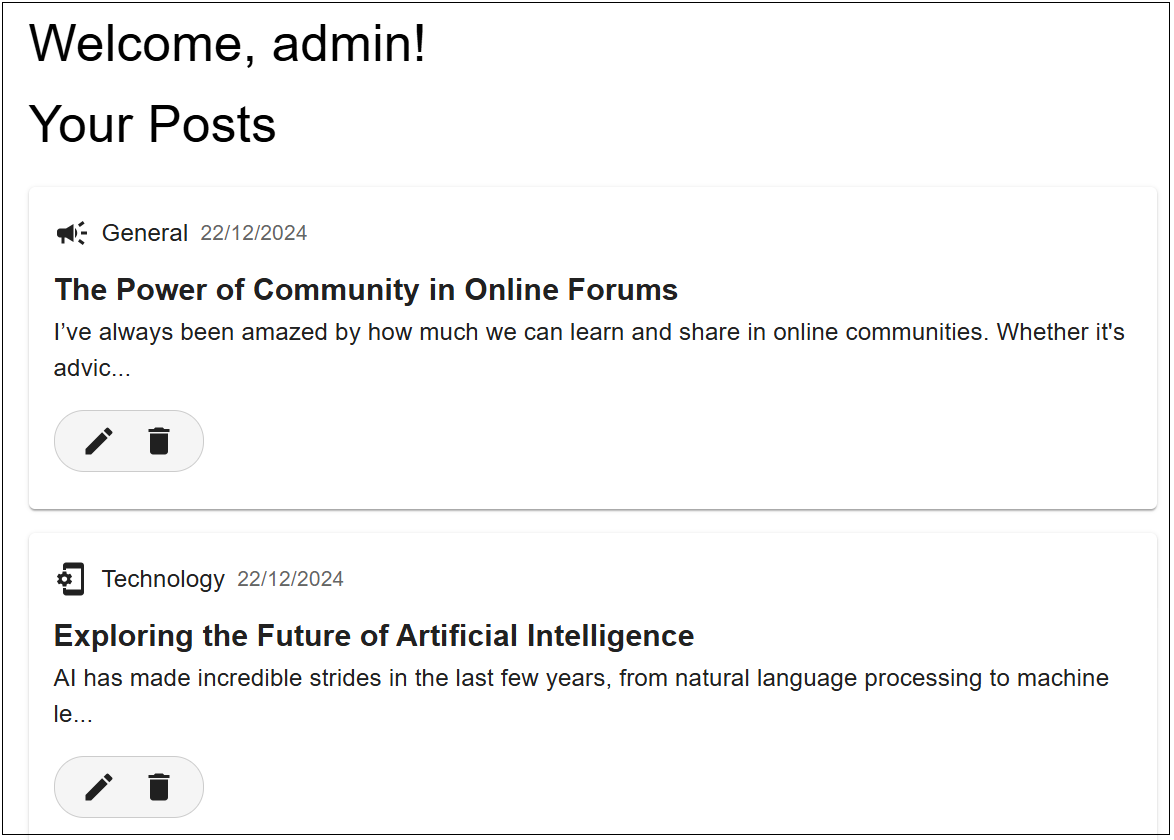 Welcome, admin!
Your Posts
General 22/12/2024
The Power of Community in Online Forums
I’ve always been amazed by how much we can learn and share in online communities. Whether it's
advic...
Technology 22/12/2024
Exploring the Future of Artificial Intelligence
AI has made incredible strides in the last few years, from natural language processing to machine
le...